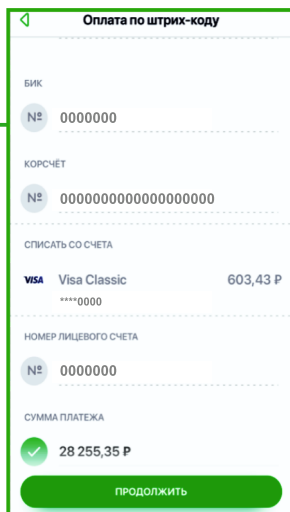 Оплата по штрих-коду
БИК
№ 0000000
КОРСЧЁТ
№ 00000000000000000000
СПИСАТЬ СО СЧЕТА
VISA Visa Classic 603,43 ₽
****0000
НОМЕР ЛИЦЕВОГО СЧЕТА
№ 0000000
СУММА ПЛАТЕЖА
28 255,35 ₽
ПРОДОЛЖИТЬ